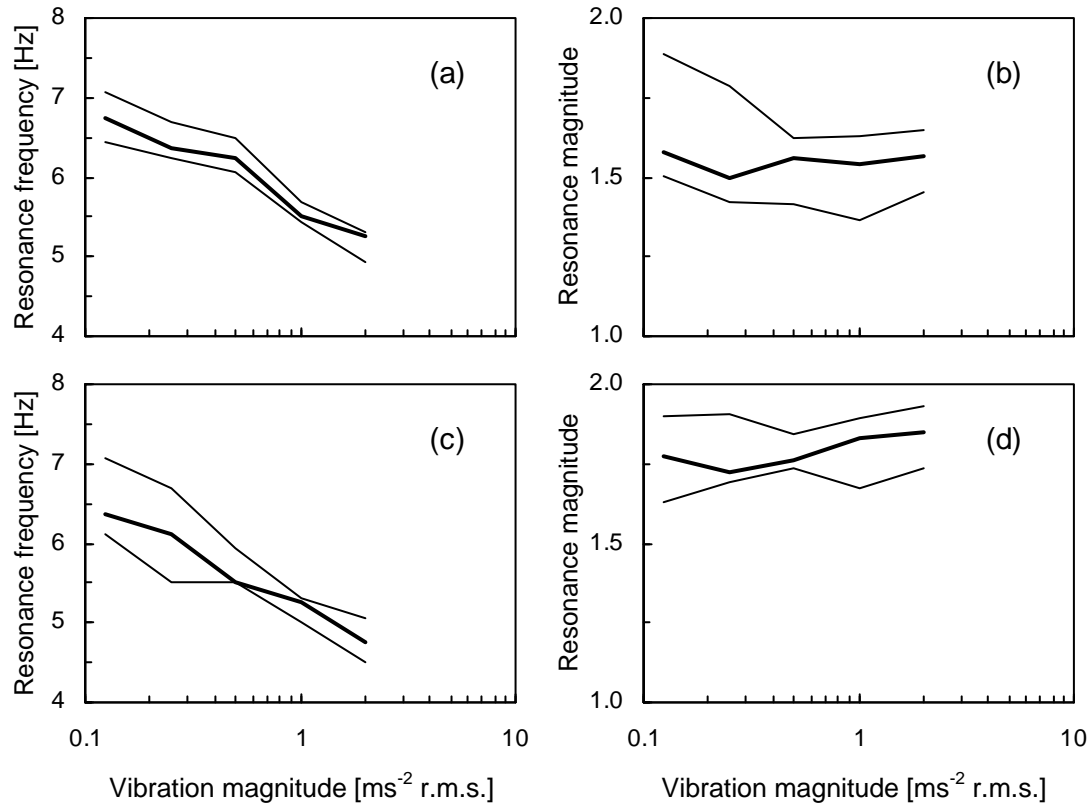 8
7
6
5
4
Resonance frequency [Hz]
(a)
2.0
1.5
1.0
Resonance magnitude
(b)
8
7
6
5
4
Resonance frequency [Hz]
(c)
0.1 1 10
Vibration magnitude [ms⁻² r.m.s.]
2.0
1.5
1.0
Resonance magnitude
(d)
0.1 1 10
Vibration magnitude [ms⁻² r.m.s.]